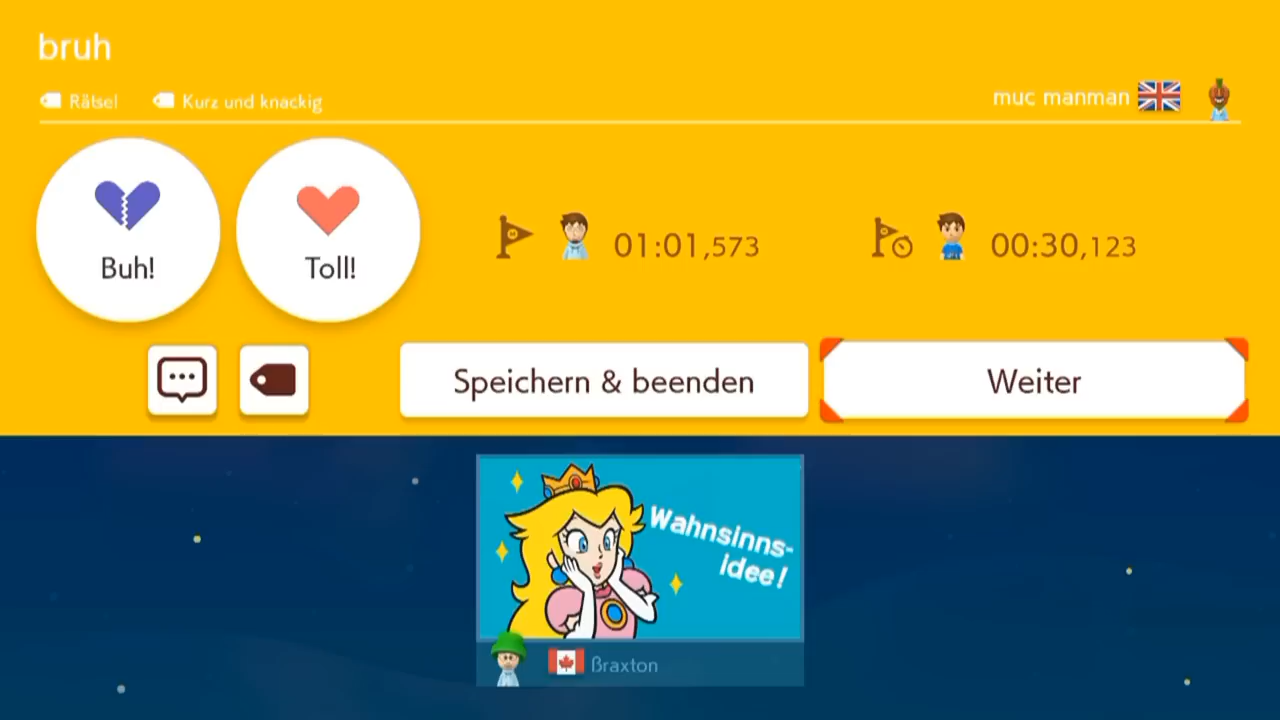 bruh
Rätsel
Kurz und knackig
muc manman
Buh!
Toll!
01:01,573
00:30,123
Speichern & beenden
Weiter
Wahnsinns-
idee!
Braxton